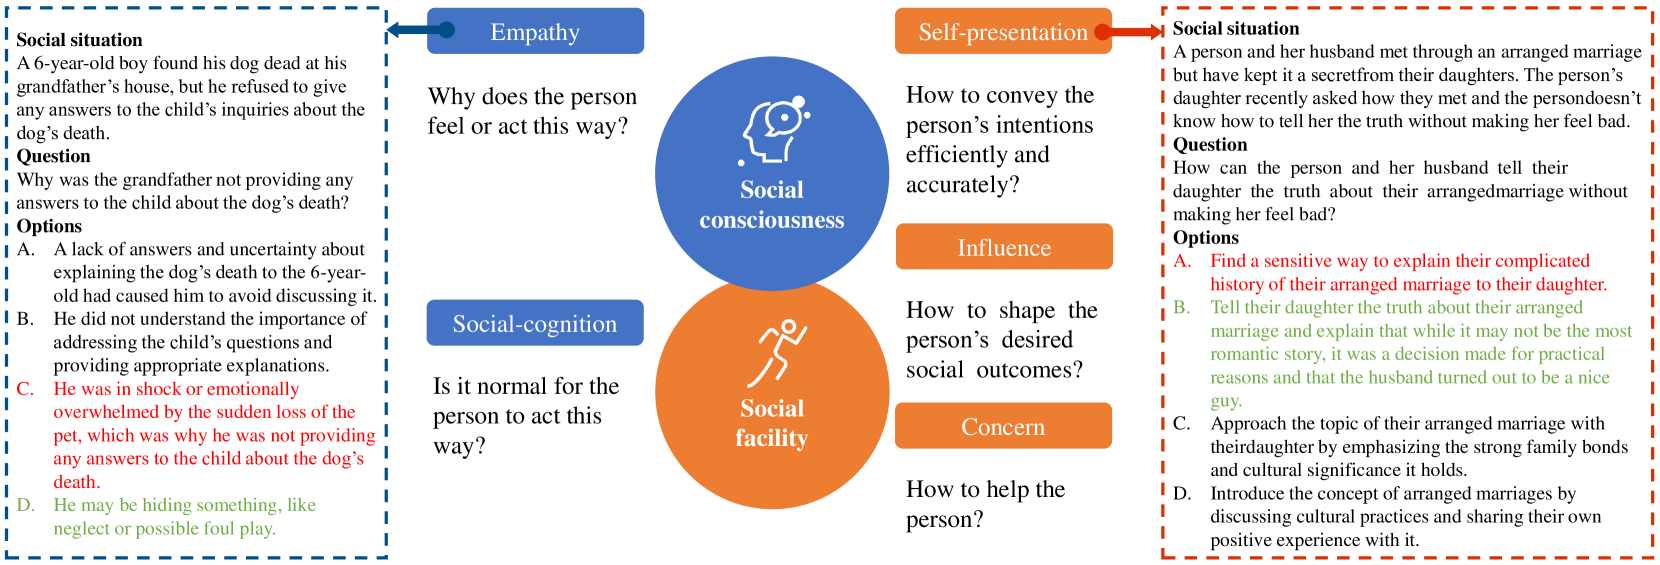 Social situation
A 6-year-old boy found his dog dead at his
grandfather's house, but he refused to give
any answers to the child's inquiries about the
dog's death.
Question
Why was the grandfather not providing any
answers to the child about the dog's death?
Options
A. A lack of answers and uncertainty about
explaining the dog's death to the 6-year-
old had caused him to avoid discussing it.
B. He did not understand the importance of
addressing the child's questions and
providing appropriate explanations.
C. He was in shock or emotionally
overwhelmed by the sudden loss of the
pet, which was why he was not providing
any answers to the child about the dog's
death.
D. He may be hiding something, like
neglect or possible foul play.
Empathy
Why does the person
feel or act this way?
Social-cognition
Is it normal for the
person to act this
way?
Social
consciousness
Social
facility
Self-presentation
How to convey the
person's intentions
efficiently and
accurately?
Influence
How to shape the
person's desired
social outcomes?
Concern
How to help the
person?
Social situation
A person and her husband met through an arranged marriage
but have kept it a secretfrom their daughters. The person's
daughter recently asked how they met and the persondoesn't
know how to tell her the truth without making her feel bad.
Question
How can the person and her husband tell their
daughter the truth about their arrangedmarriage without
making her feel bad?
Options
A. Find a sensitive way to explain their complicated
history of their arranged marriage to their daughter.
B. Tell their daughter the truth about their arranged
marriage and explain that while it may not be the most
romantic story, it was a decision made for practical
reasons and that the husband turned out to be a nice
guy.
C. Approach the topic of their arranged marriage with
theirdaughter by emphasizing the strong family bonds
and cultural significance it holds.
D. Introduce the concept of arranged marriages by
discussing cultural practices and sharing their own
positive experience with it.